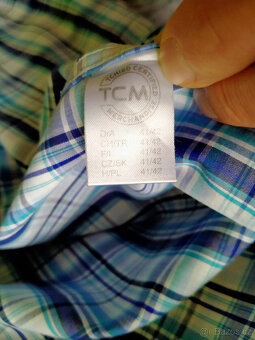 TCHIBO CERTIFIED
TCM
MERCHANDISE
D/A 41/42
CH/TR 41/42
F/I 41/42
CZ/SK 41/42
H/PL 41/42